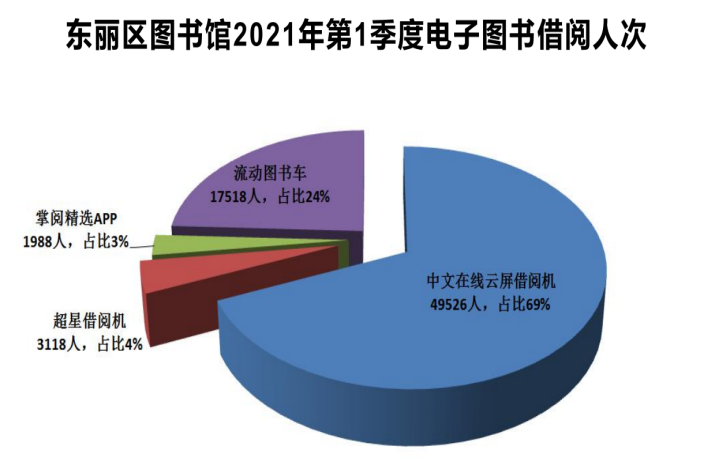 东丽区图书馆2021年第1季度电子图书借阅人次
流动图书车
17518人，占比24%
掌阅精选APP
1988人，占比3%
中文在线云屏借阅机
49526人，占比69%
超星借阅机
3118人，占比4%